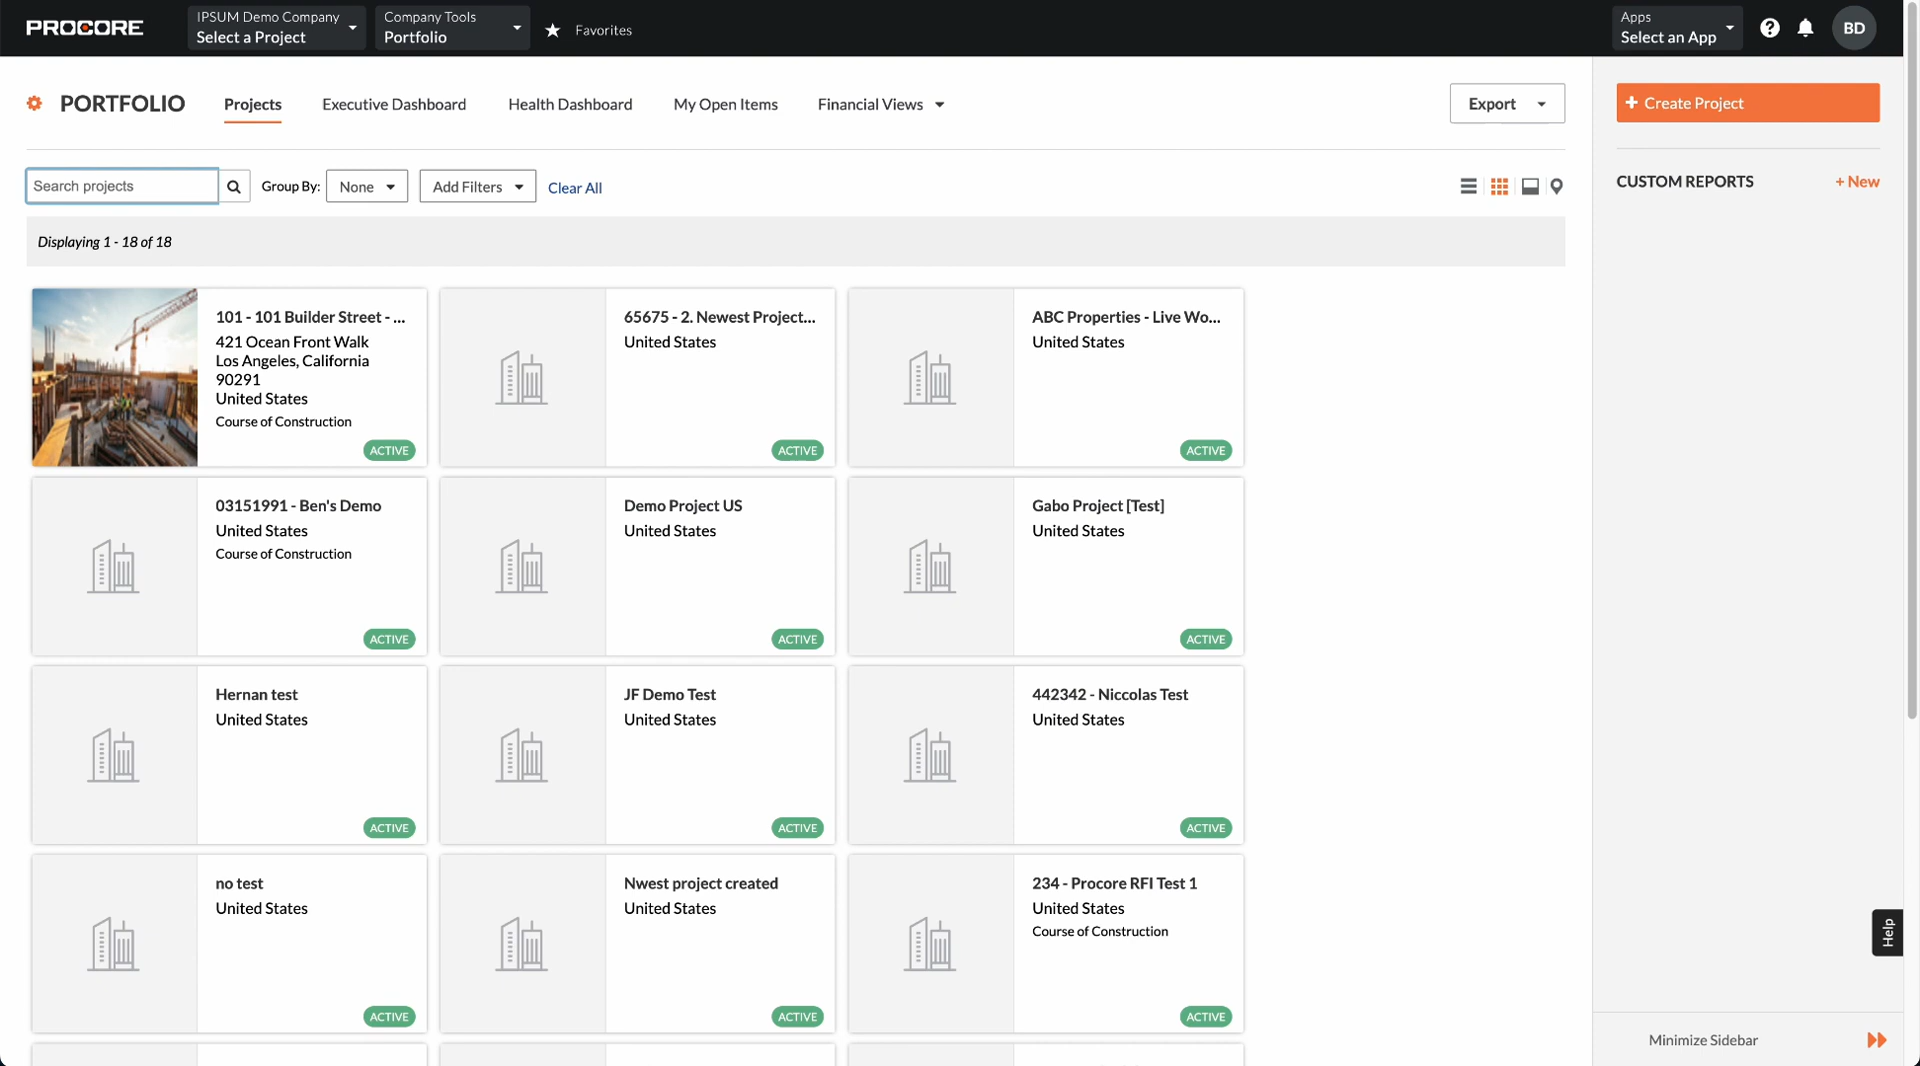 PROCORE
IPSUM Demo Company
Select a Project
Company Tools
Portfolio
Favorites
Apps
Select an App
BD
PORTFOLIO
Projects
Executive Dashboard
Health Dashboard
My Open Items
Financial Views
Export
+ Create Project
Search projects
Group By:
None
Add Filters
Clear All
CUSTOM REPORTS
+ New
Displaying 1 - 18 of 18
101 - 101 Builder Street - ...
421 Ocean Front Walk
Los Angeles, California
90291
United States
Course of Construction
ACTIVE
65675 - 2. Newest Project...
United States
ACTIVE
ABC Properties - Live Wo...
United States
ACTIVE
03151991 - Ben's Demo
United States
Course of Construction
ACTIVE
Demo Project US
United States
ACTIVE
Gabo Project [Test]
United States
ACTIVE
Hernan test
United States
ACTIVE
JF Demo Test
United States
ACTIVE
442342 - Niccolas Test
United States
ACTIVE
no test
United States
ACTIVE
Nwest project created
United States
ACTIVE
234 - Procore RFI Test 1
United States
Course of Construction
ACTIVE
Help
Minimize Sidebar